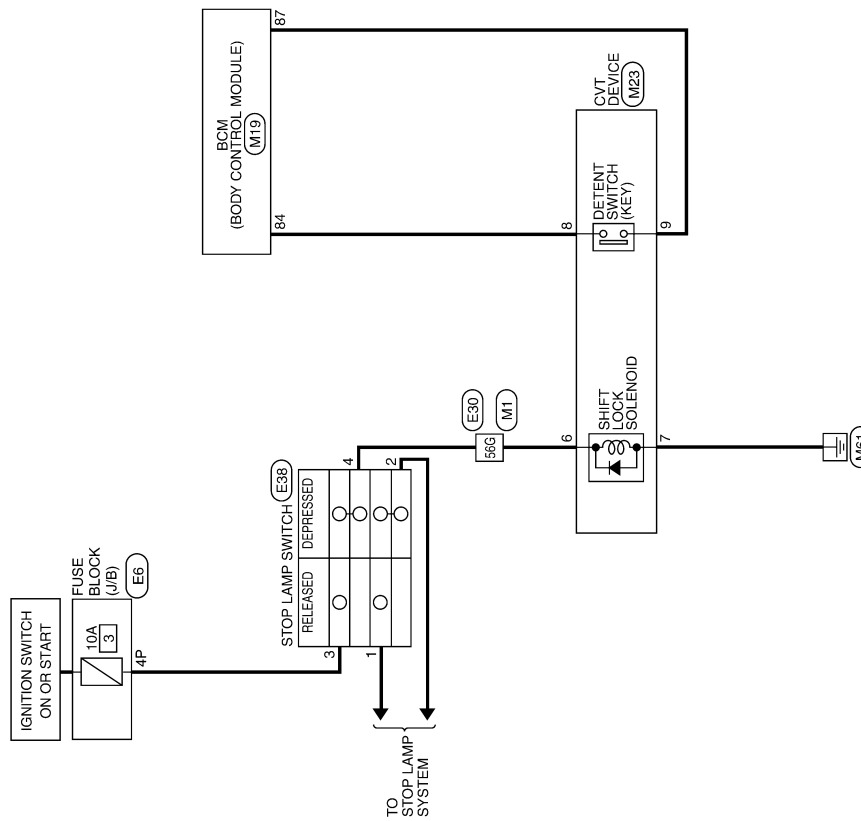 87
BCM
(BODY CONTROL MODULE)
M19
84
CVT
DEVICE
M23
8
DETENT
SWITCH
(KEY)
9
E30
M1
56G
6
SHIFT
LOCK
SOLENOID
7
M61
STOP LAMP SWITCH
E38
RELEASED
DEPRESSED
4
2
3
1
IGNITION SWITCH
ON OR START
FUSE
BLOCK
(J/B)
E6
10A
3
4P
TO
STOP LAMP
SYSTEM